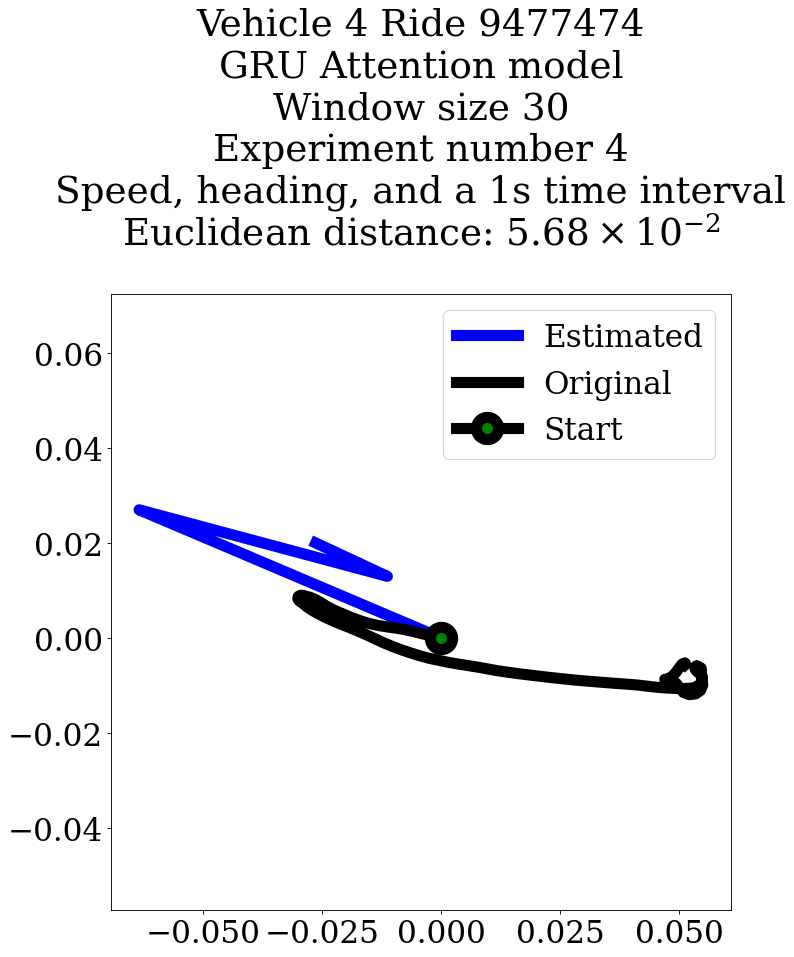 Vehicle 4 Ride 9477474
GRU Attention model
Window size 30
Experiment number 4
Speed, heading, and a 1s time interval
Euclidean distance: 5.68 × 10⁻²
Estimated
Original
Start
0.06
0.04
0.02
0.00
−0.02
−0.04
−0.050 −0.025 0.000 0.025 0.050